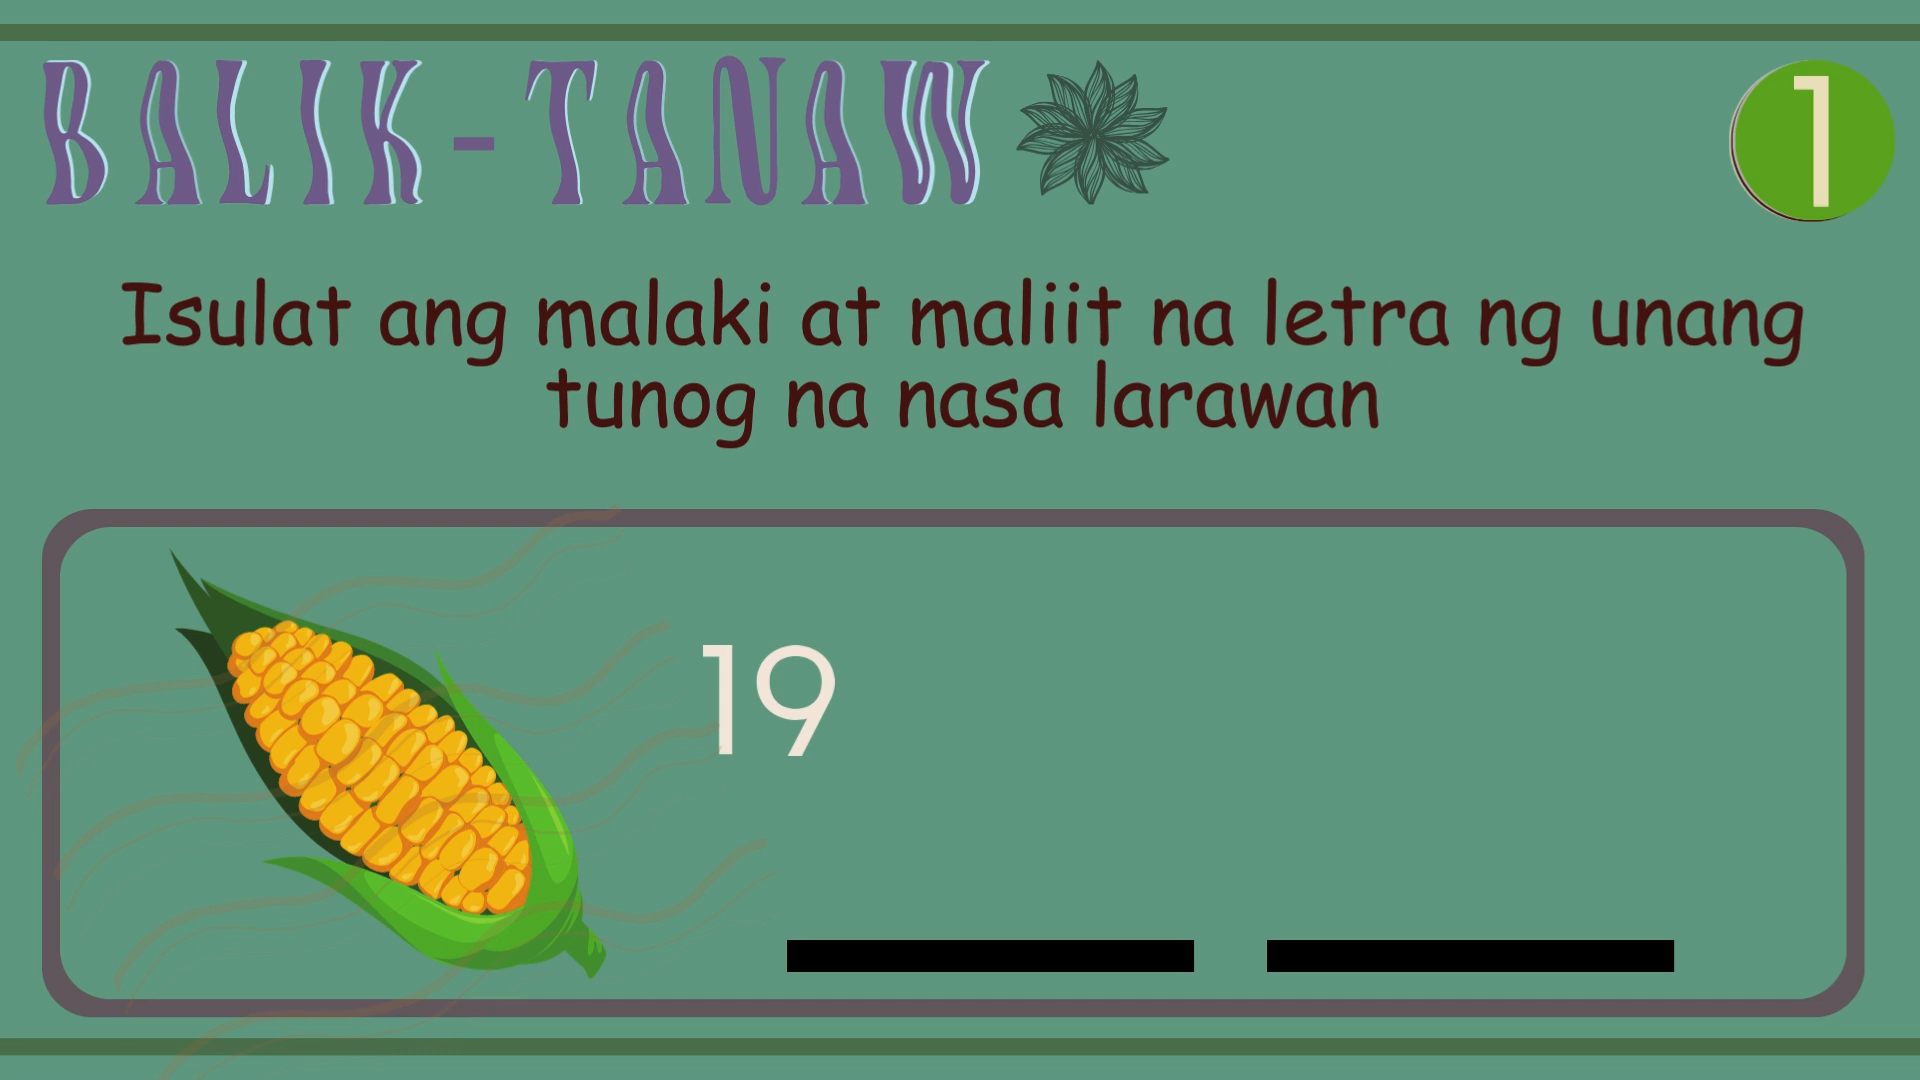 BALIK-TANAW
1
Isulat ang malaki at maliit na letra ng unang
tunog na nasa larawan
19